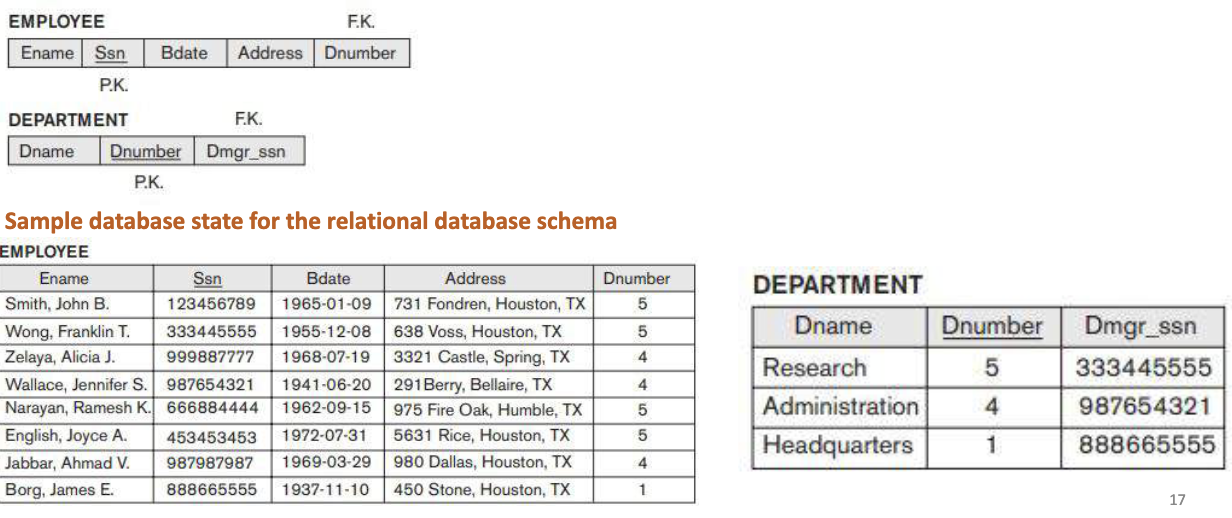 EMPLOYEE F.K.
Ename Ssn Bdate Address Dnumber
P.K.
DEPARTMENT F.K.
Dname Dnumber Dmgr_ssn
P.K.
Sample database state for the relational database schema
EMPLOYEE
Ename Ssn Bdate Address Dnumber
Smith, John B. 123456789 1965-01-09 731 Fondren, Houston, TX 5
Wong, Franklin T. 333445555 1955-12-08 638 Voss, Houston, TX 5
Zelaya, Alicia J. 999887777 1968-07-19 3321 Castle, Spring, TX 4
Wallace, Jennifer S. 987654321 1941-06-20 291Berry, Bellaire, TX 4
Narayan, Ramesh K. 666884444 1962-09-15 975 Fire Oak, Humble, TX 5
English, Joyce A. 453453453 1972-07-31 5631 Rice, Houston, TX 5
Jabbar, Ahmad V. 987987987 1969-03-29 980 Dallas, Houston, TX 4
Borg, James E. 888665555 1937-11-10 450 Stone, Houston, TX 1
DEPARTMENT
Dname Dnumber Dmgr_ssn
Research 5 333445555
Administration 4 987654321
Headquarters 1 888665555
17